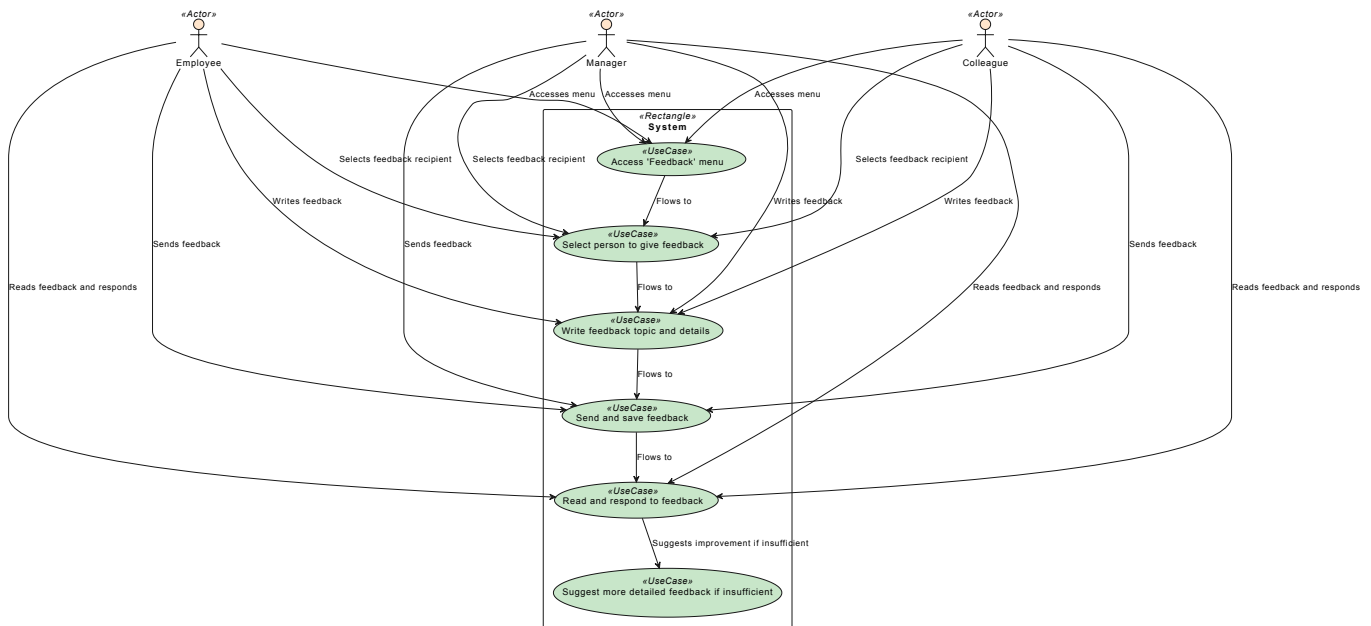 «Actor»
Employee
«Actor»
Manager
«Actor»
Colleague
Accesses menu
Accesses menu
Accesses menu
«Rectangle»
System
«UseCase»
Access 'Feedback' menu
Selects feedback recipient
Selects feedback recipient
Selects feedback recipient
Flows to
Writes feedback
Writes feedback
Writes feedback
«UseCase»
Select person to give feedback
Sends feedback
Sends feedback
Sends feedback
Reads feedback and responds
Flows to
Reads feedback and responds
Reads feedback and responds
«UseCase»
Write feedback topic and details
Flows to
«UseCase»
Send and save feedback
Flows to
«UseCase»
Read and respond to feedback
Suggests improvement if insufficient
«UseCase»
Suggest more detailed feedback if insufficient